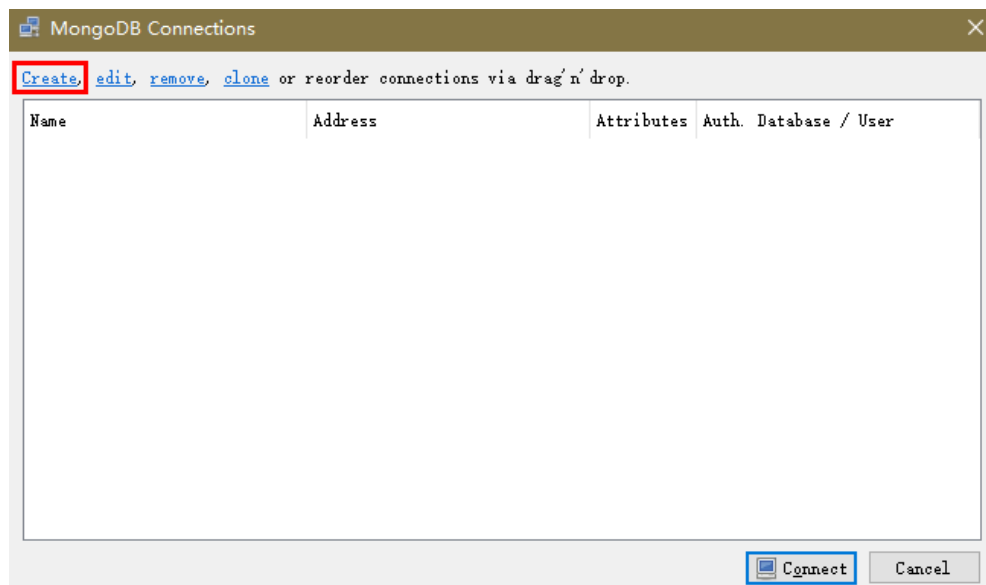 MongoDB Connections
Create, edit, remove, clone or reorder connections via drag'n'drop.
Name Address Attributes Auth. Database / User
Connect Cancel